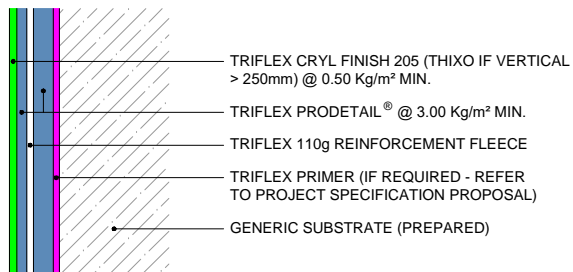 TRIFLEX CRYL FINISH 205 (THIXO IF VERTICAL
> 250mm) @ 0.50 Kg/m² MIN.
TRIFLEX PRODETAIL® @ 3.00 Kg/m² MIN.
TRIFLEX 110g REINFORCEMENT FLEECE
TRIFLEX PRIMER (IF REQUIRED - REFER
TO PROJECT SPECIFICATION PROPOSAL)
GENERIC SUBSTRATE (PREPARED)